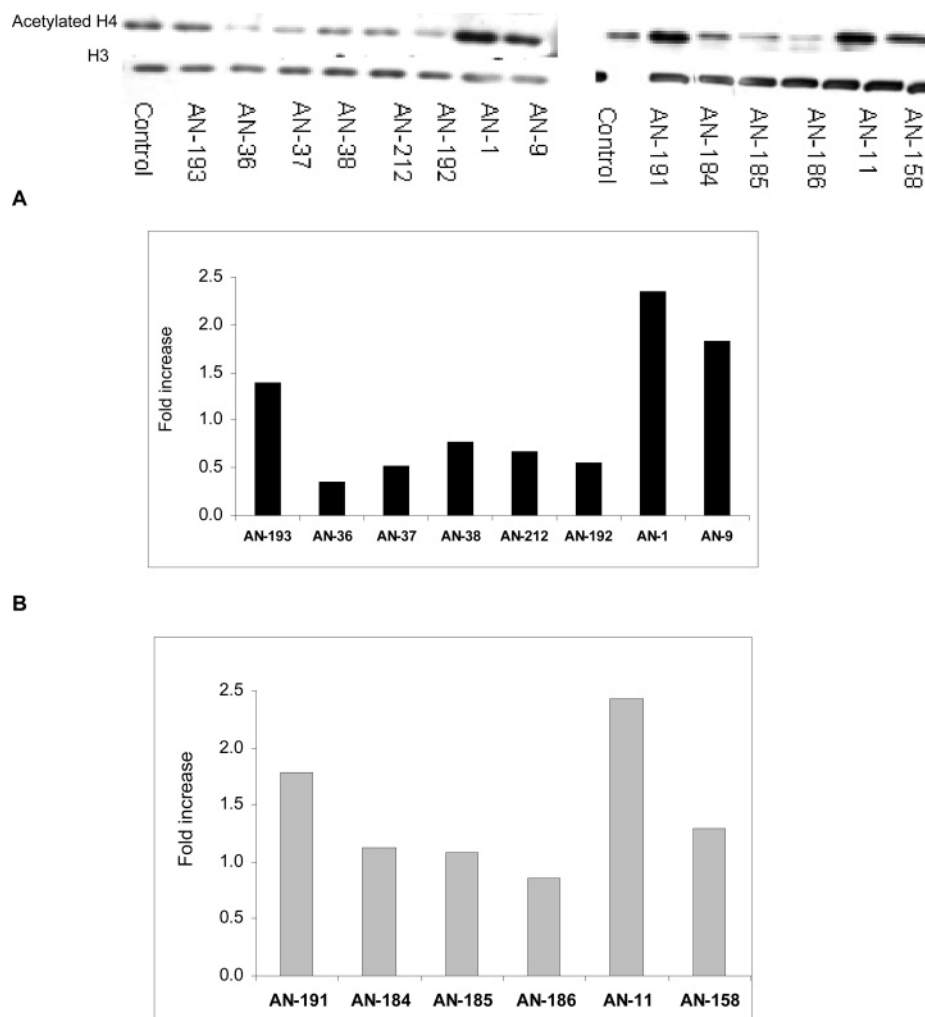 Acetylated H4
H3
Control
AN-193
AN-36
AN-37
AN-38
AN-212
AN-192
AN-1
AN-9
Control
AN-191
AN-184
AN-185
AN-186
AN-11
AN-158
A
Fold increase
2.5
2.0
1.5
1.0
0.5
0.0
AN-193 AN-36 AN-37 AN-38 AN-212 AN-192 AN-1 AN-9
B
Fold increase
2.5
2.0
1.5
1.0
0.5
0.0
AN-191 AN-184 AN-185 AN-186 AN-11 AN-158